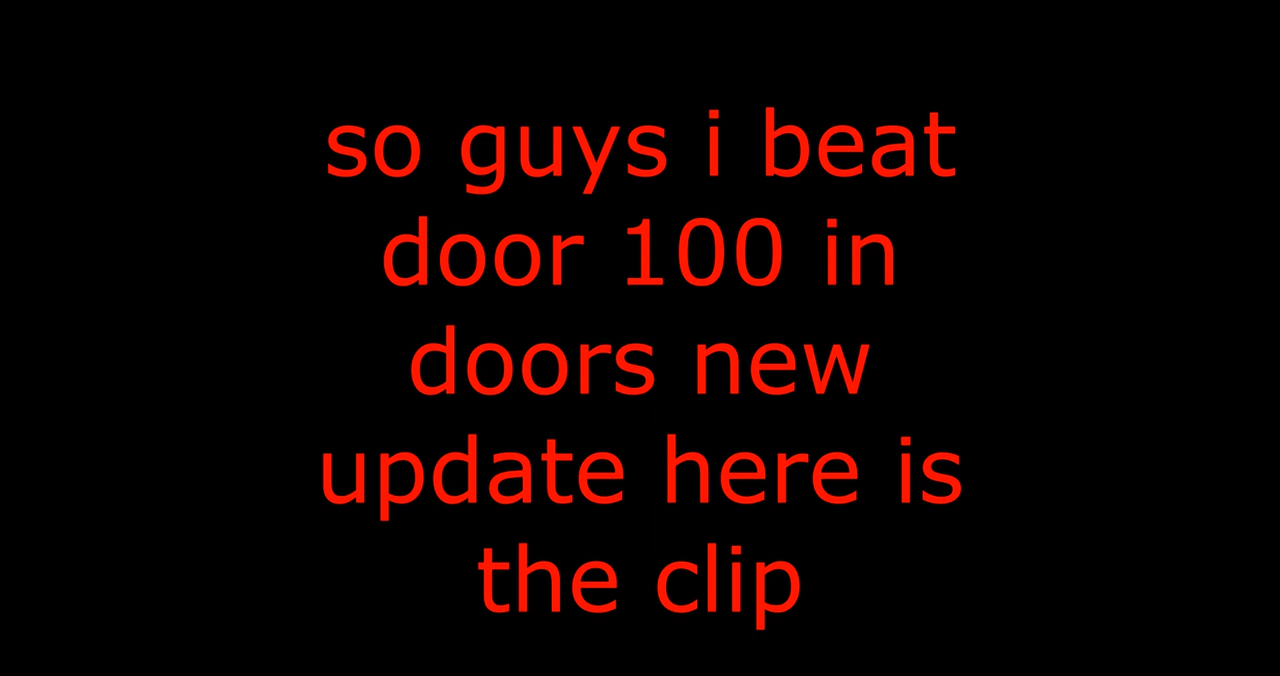 so guys i beat
door 100 in
doors new
update here is
the clip